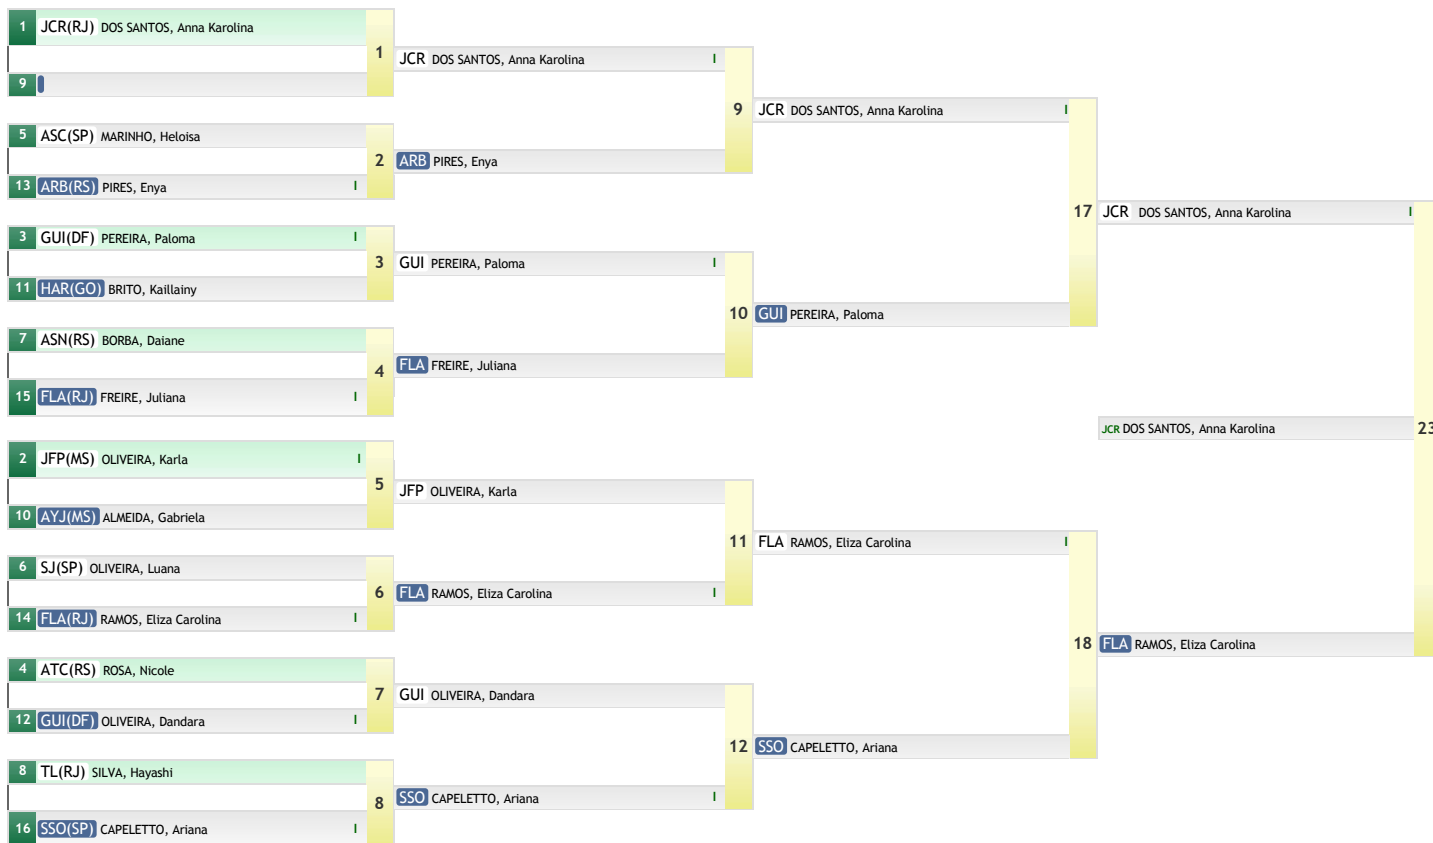 1 JCR(RJ) DOS SANTOS, Anna Karolina
1
9
5 ASC(SP) MARINHO, Heloisa
2
13 ARB(RS) PIRES, Enya I
3 GUI(DF) PEREIRA, Paloma I
3
11 HAR(GO) BRITO, Kaillainy
7 ASN(RS) BORBA, Daiane
4
15 FLA(RJ) FREIRE, Juliana I
2 JFP(MS) OLIVEIRA, Karla I
5
10 AYJ(MS) ALMEIDA, Gabriela
6 SJ(SP) OLIVEIRA, Luana
6
14 FLA(RJ) RAMOS, Eliza Carolina I
4 ATC(RS) ROSA, Nicole
7
12 GUI(DF) OLIVEIRA, Dandara I
8 TL(RJ) SILVA, Hayashi
8
16 SSO(SP) CAPELETTO, Ariana I
JCR DOS SANTOS, Anna Karolina I
9
ARB PIRES, Enya
GUI PEREIRA, Paloma I
10
FLA FREIRE, Juliana
JFP OLIVEIRA, Karla
11
FLA RAMOS, Eliza Carolina I
GUI OLIVEIRA, Dandara
12
SSO CAPELETTO, Ariana I
JCR DOS SANTOS, Anna Karolina I
17
GUI PEREIRA, Paloma
FLA RAMOS, Eliza Carolina I
18
SSO CAPELETTO, Ariana
JCR DOS SANTOS, Anna Karolina I
JCR DOS SANTOS, Anna Karolina
23
FLA RAMOS, Eliza Carolina